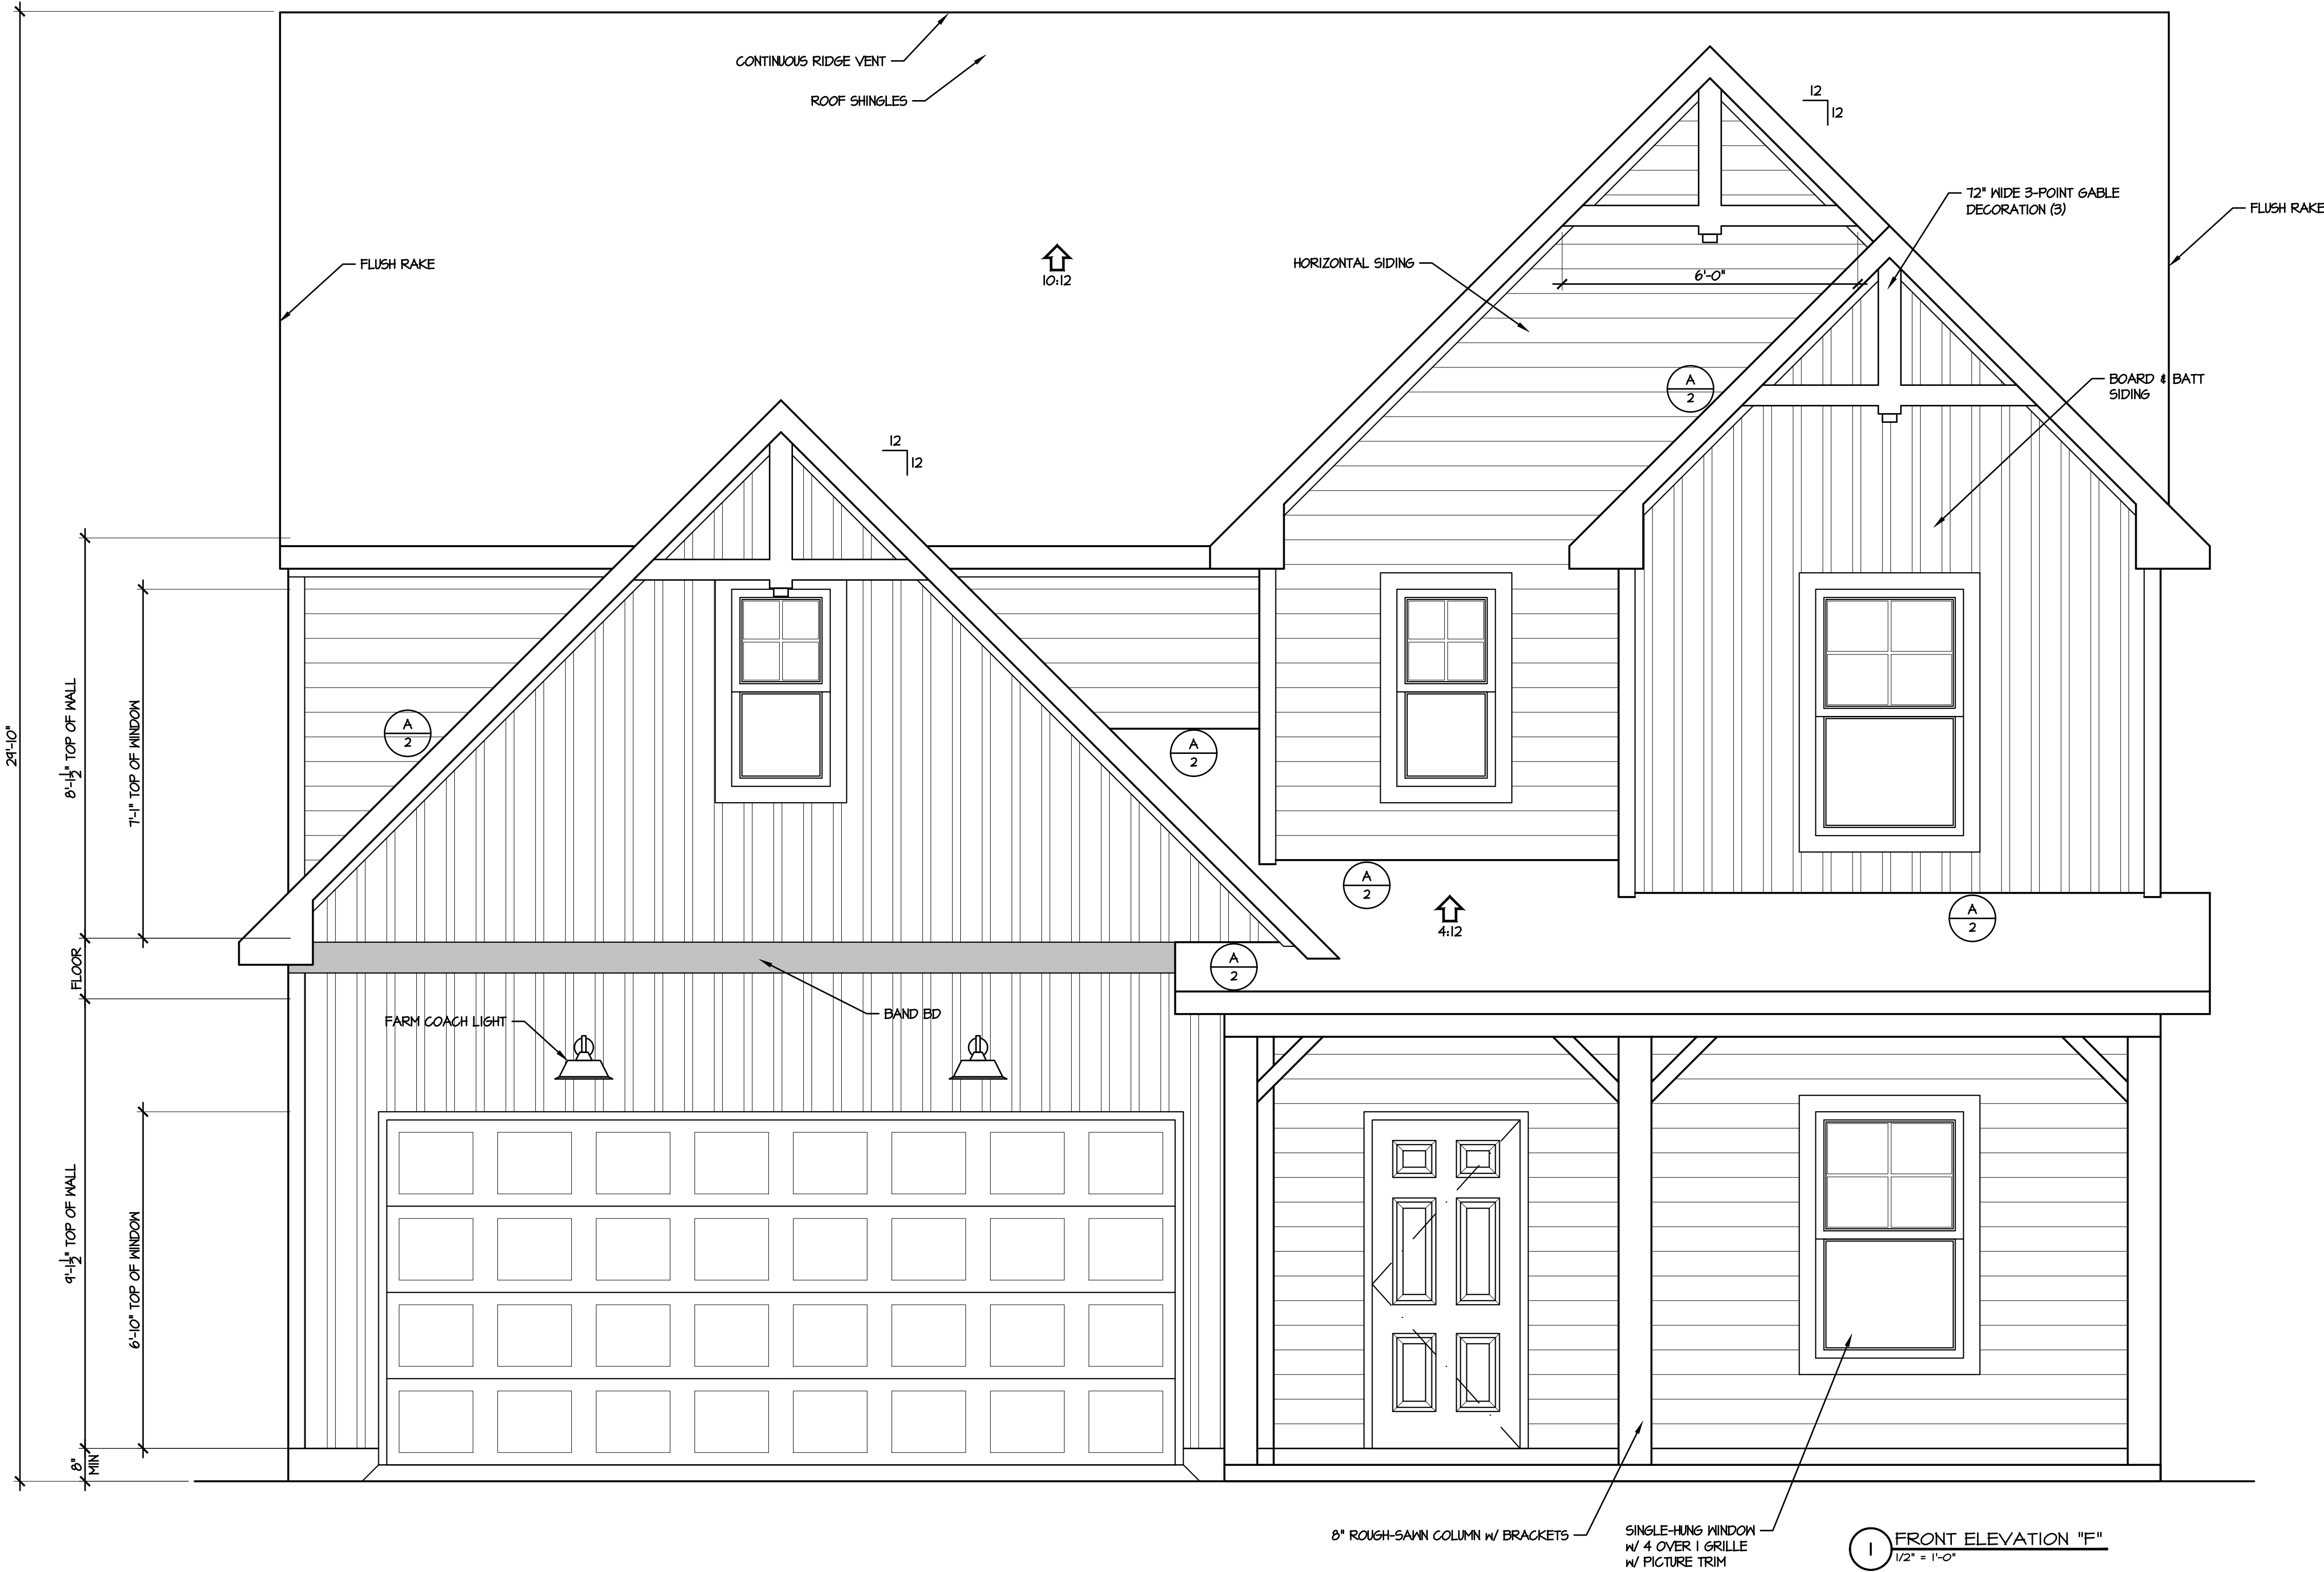 CONTINUOUS RIDGE VENT
ROOF SHINGLES
12
12
72" WIDE 3-POINT GABLE
DECORATION (3)
FLUSH RAKE
FLUSH RAKE
HORIZONTAL SIDING
10:12
6'-0"
A
2
BOARD & BATT
SIDING
12
12
29'-10"
8'-1 1/2" TOP OF WALL
7'-1" TOP OF WINDOW
A
2
A
2
A
2
4:12
A
2
A
2
FLOOR
BAND BD
FARM COACH LIGHT
9'-1 1/2" TOP OF WALL
6'-10" TOP OF WINDOW
8"
MIN
8" ROUGH-SAWN COLUMN w/ BRACKETS
SINGLE-HUNG WINDOW
w/ 4 OVER 1 GRILLE
w/ PICTURE TRIM
1
FRONT ELEVATION "F"
1/2" = 1'-0"